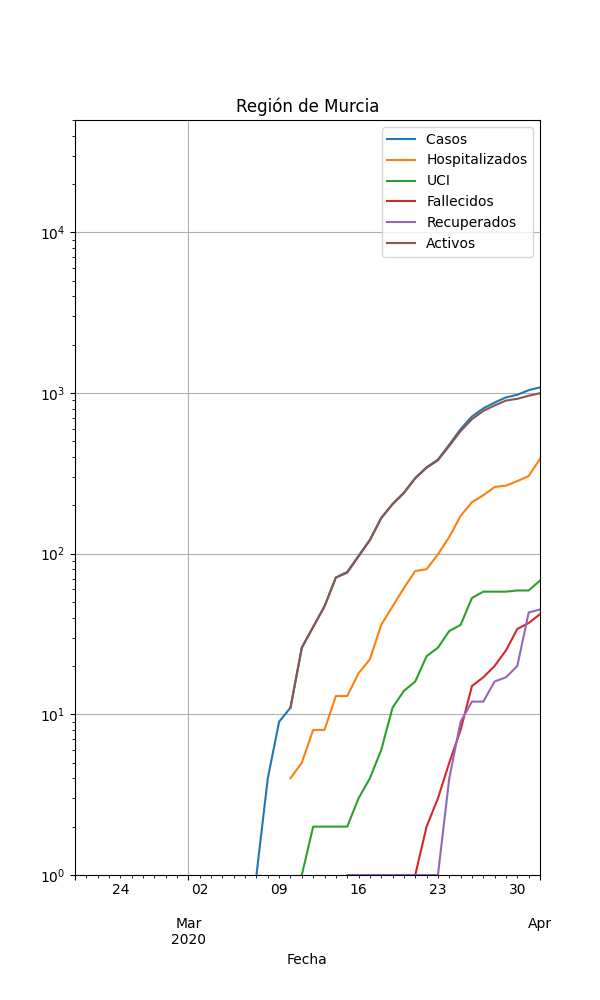 Región de Murcia
Casos
Hospitalizados
UCI
Fallecidos
Recuperados
Activos
10^4
10^3
10^2
10^1
10^0
24 02 09 16 23 30
Mar Apr
2020
Fecha